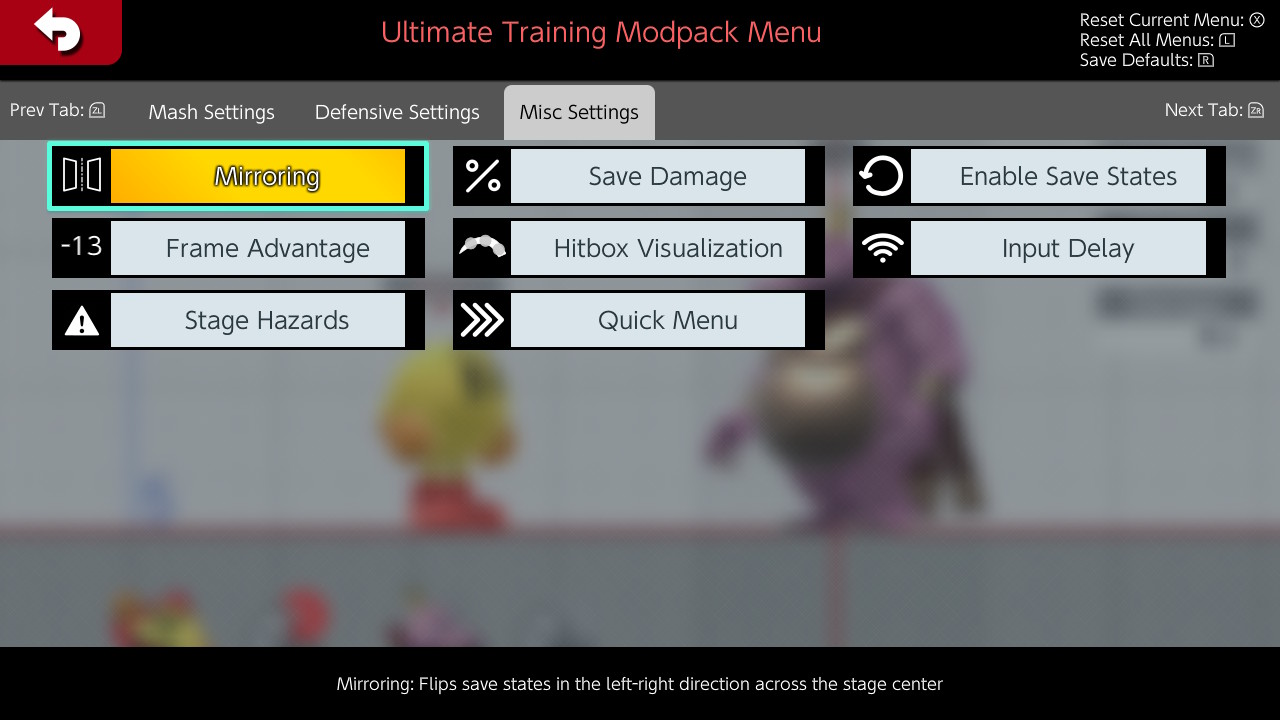 Ultimate Training Modpack Menu
Reset Current Menu: X
Reset All Menus: L
Save Defaults: R
Prev Tab: ZL
Mash Settings
Defensive Settings
Misc Settings
Next Tab: ZR
Mirroring
Save Damage
Enable Save States
-13
Frame Advantage
Hitbox Visualization
Input Delay
Stage Hazards
Quick Menu
Mirroring: Flips save states in the left-right direction across the stage center